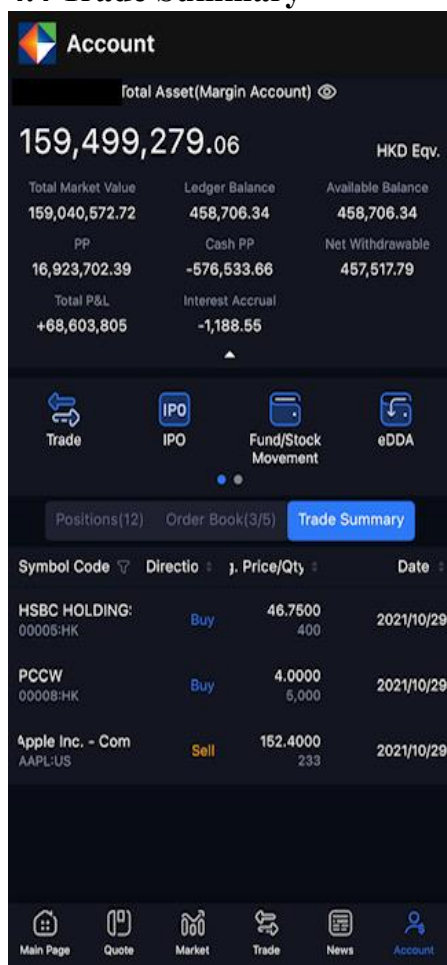 Account
Total Asset(Margin Account)
159,499,279.06 HKD Eqv.
Total Market Value Ledger Balance Available Balance
159,040,572.72 458,706.34 458,706.34
PP Cash PP Net Withdrawable
16,923,702.39 -576,533.66 457,517.79
Total P&L Interest Accrual
+68,603,805 -1,188.55
IPO
Trade IPO Fund/Stock eDDA
Movement
Positions(12) Order Book(3/5) Trade Summary
Symbol Code Directio g. Price/Qty Date
HSBC HOLDING: Buy 46.7500 2021/10/29
00005:HK 400
PCCW Buy 4.0000 2021/10/29
00008:HK 5,000
Apple Inc. - Com Sell 152.4000 2021/10/29
AAPL:US 233
Main Page Quote Market Trade News Account